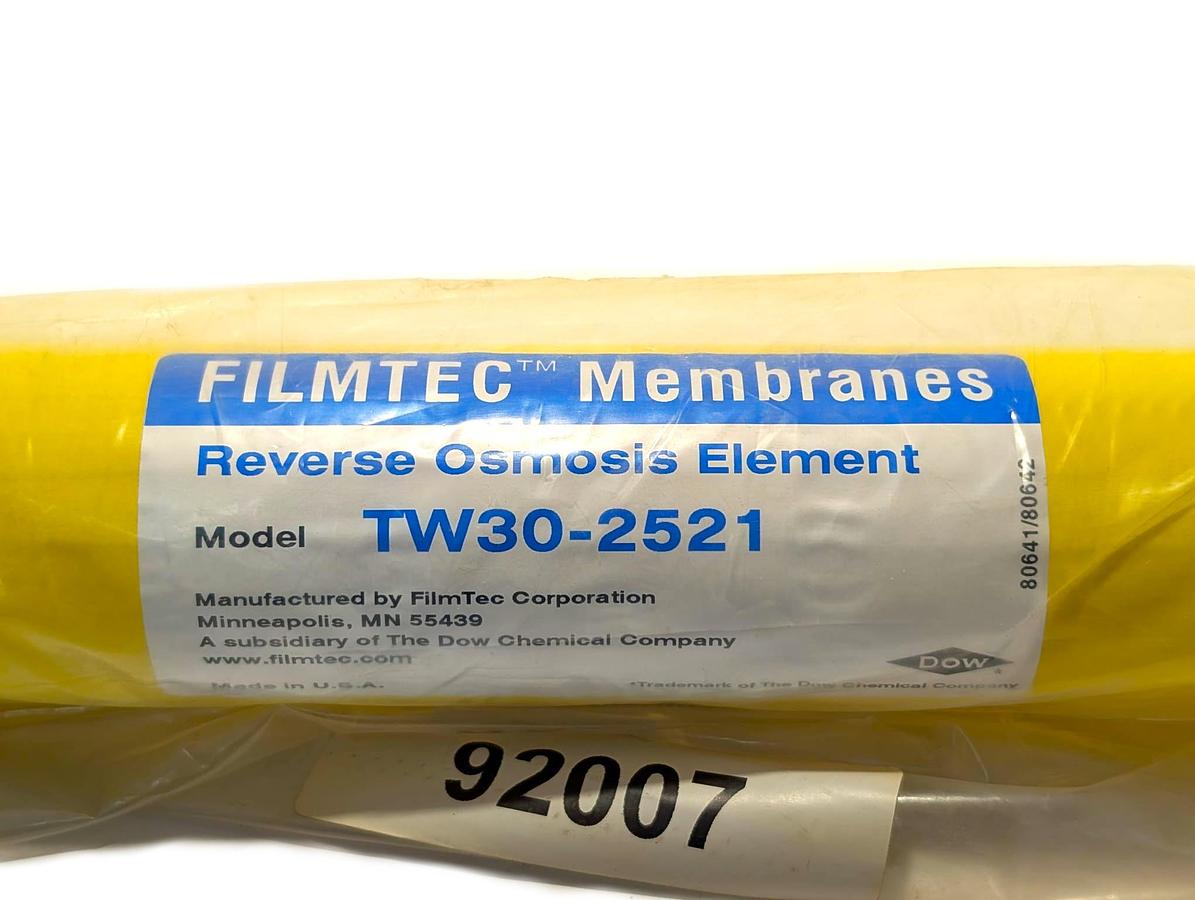 FILMTEC™ Membranes
Reverse Osmosis Element
Model TW30-2521
80641/80642
Manufactured by FilmTec Corporation
Minneapolis, MN 55439
A subsidiary of The Dow Chemical Company
www.filmtec.com
DOW *
Made in U.S.A.
*Trademark of The Dow Chemical Company
92007